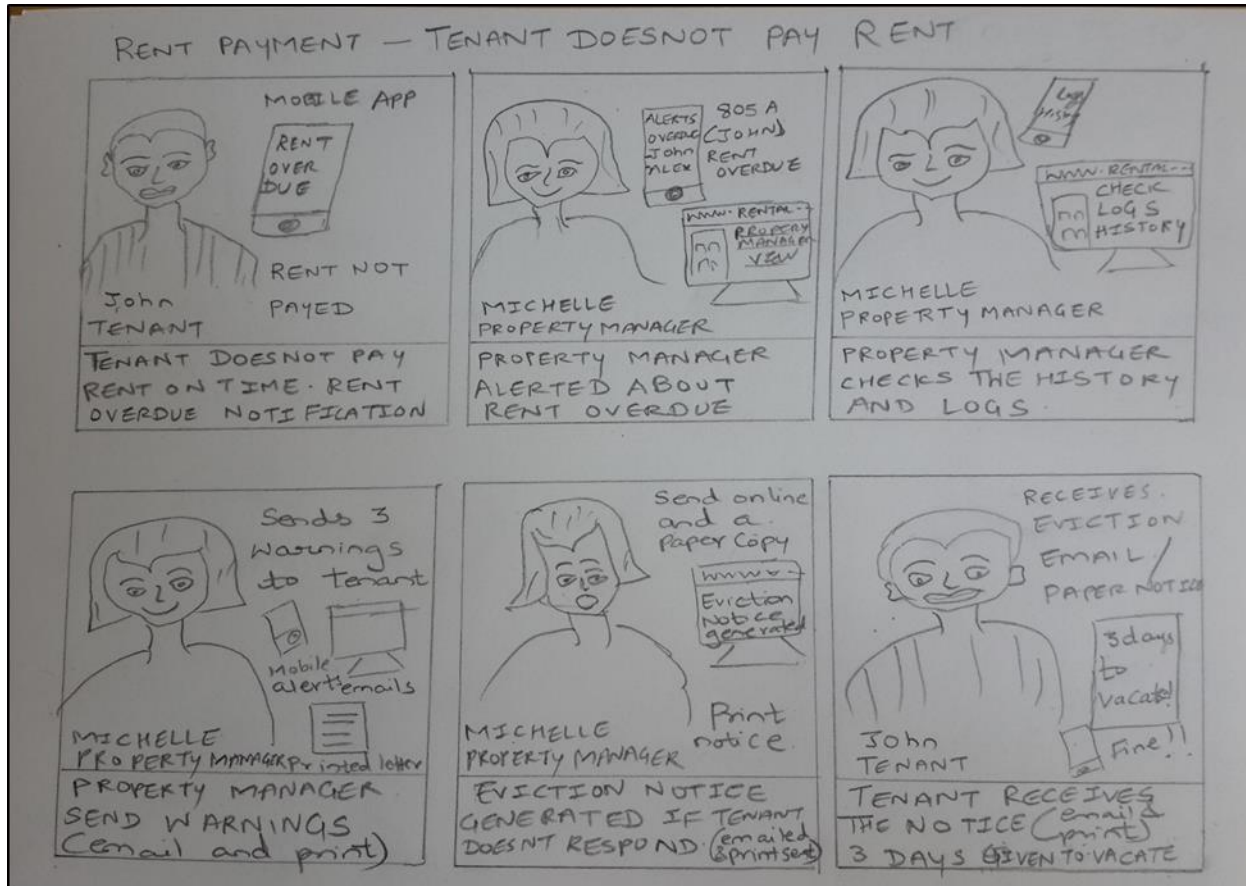 RENT PAYMENT — TENANT DOESNOT PAY RENT
MOBILE APP
RENT
OVER
DUE
RENT NOT
PAYED
John
TENANT
TENANT DOESNOT PAY
RENT ON TIME. RENT
OVERDUE NOTIFICATION
ALERTS
OVERDUE
John
ALEX
805 A
(JOHN)
RENT
OVERDUE
WWW. RENTAL--
PROPERY
MANAGER
VIEW
MICHELLE
PROPERTY MANAGER
PROPERTY MANAGER
ALERTED ABOUT
RENT OVERDUE
Logs
WWW. RENTAL--
CHECK
LOGS
HISTORY
MICHELLE
PROPERTY MANAGER
PROPERTY MANAGER
CHECKS THE HISTORY
AND LOGS.
Sends 3
warnings
to tenant
Mobile
alerts
emails
printed letter
MICHELLE
PROPERTY MANAGER
PROPERTY MANAGER
SEND WARNINGS
(email and print)
Send online
and a
paper copy
Eviction
Notice
generated
Print
notice.
MICHELLE
PROPERTY MANAGER
EVICTION NOTICE
GENERATED IF TENANT
DOESNT RESPOND. (emailed
& print sent)
RECEIVES
EVICTION
EMAIL /
PAPER NOTICE
3 days
to
vacate!
Fine!!
John
TENANT
TENANT RECEIVES
THE NOTICE (email &
print)
3 DAYS GIVEN TO VACATE